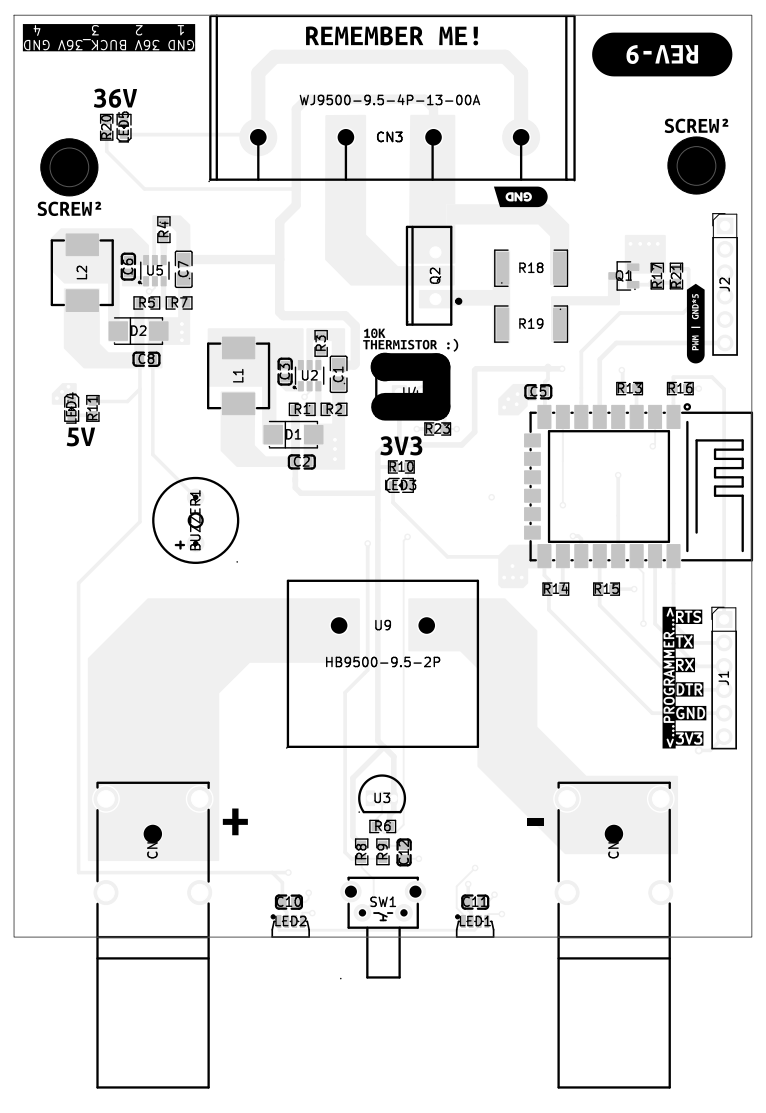 GND 36V BUCK_36V GND
1 2 3 4
REMEMBER ME!
REV-9
WJ9500-9.5-4P-13-00A
CN3
36V
R20
LED5
SCREW²
SCREW²
GND
R4
L2
C6
U5
C7
R5
R7
D2
C8
Q2
R18
R19
Q1
R17
R21
J2
PWM | GND*5
10K
THERMISTOR :)
R3
L1
C3
U2
C1
U4
R1
R2
D1
C2
R23
LED4
R11
5V
3V3
R10
LED3
C5
R13
R16
BUZZER1
+
R14
R15
U9
HB9500-9.5-2P
<...PROGRAMMER...>
RTS
TX
RX
DTR
GND
3V3
J1
U3
+
-
R6
R8
R9
C12
CN
CN
C10
SW1
C11
LED2
LED1